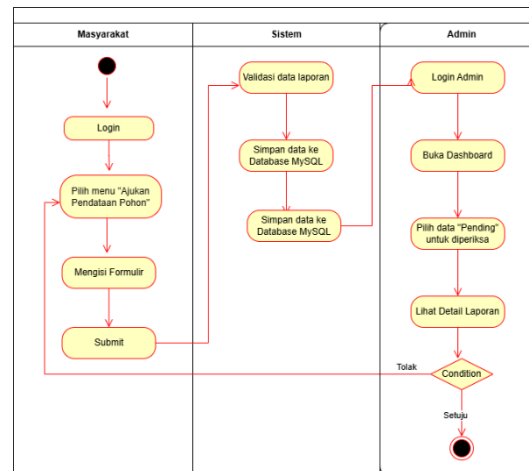 Masyarakat
Sistem
Admin
Login
Pilih menu "Ajukan
Pendataan Pohon"
Mengisi Formulir
Submit
Validasi data laporan
Simpan data ke
Database MySQL
Simpan data ke
Database MySQL
Login Admin
Buka Dashboard
Pilih data "Pending"
untuk diperiksa
Lihat Detail Laporan
Condition
Tolak
Setuju